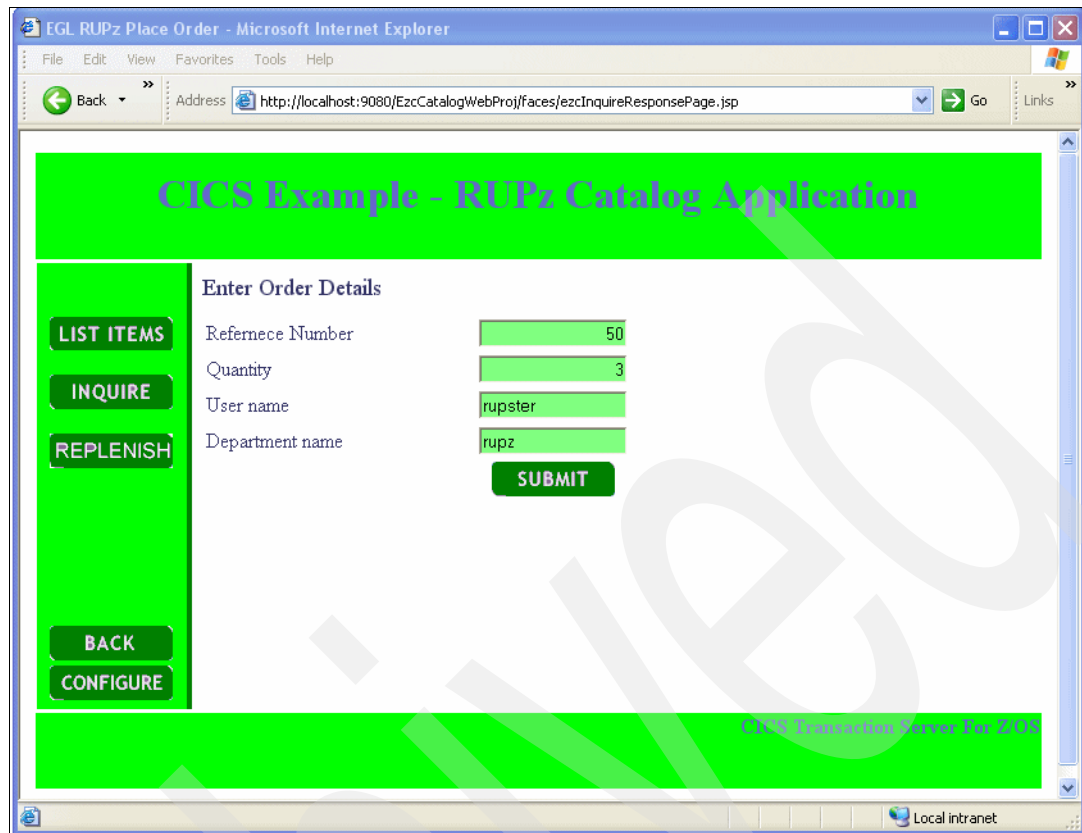 EGL RUPz Place Order - Microsoft Internet Explorer
File Edit View Favorites Tools Help
Back Address http://localhost:9080/EzcCatalogWebProj/faces/ezcInquireResponsePage.jsp Go Links
CICS Example - RUPz Catalog Application
Enter Order Details
LIST ITEMS
Refernece Number 50
Quantity 3
INQUIRE
User name rupster
REPLENISH
Department name rupz
SUBMIT
BACK
CONFIGURE
CICS Transaction Server For Z/OS
Local intranet